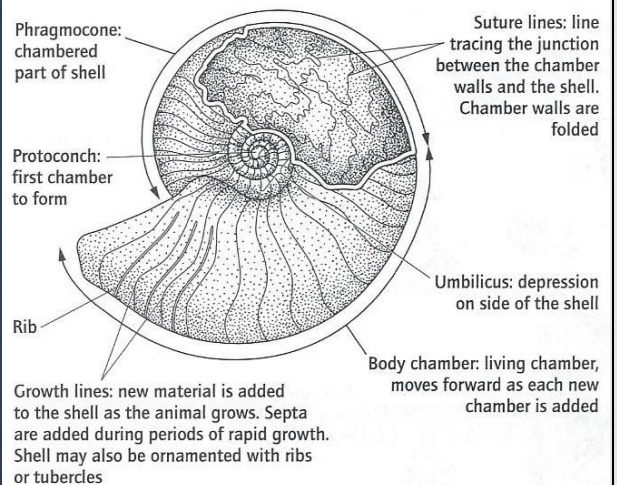 Phragmocone:
chambered
part of shell
Suture lines: line
tracing the junction
between the chamber
walls and the shell.
Chamber walls are
folded
Protoconch:
first chamber
to form
Umbilicus: depression
on side of the shell
Rib
Body chamber: living chamber,
moves forward as each new
chamber is added
Growth lines: new material is added
to the shell as the animal grows. Septa
are added during periods of rapid growth.
Shell may also be ornamented with ribs
or tubercles